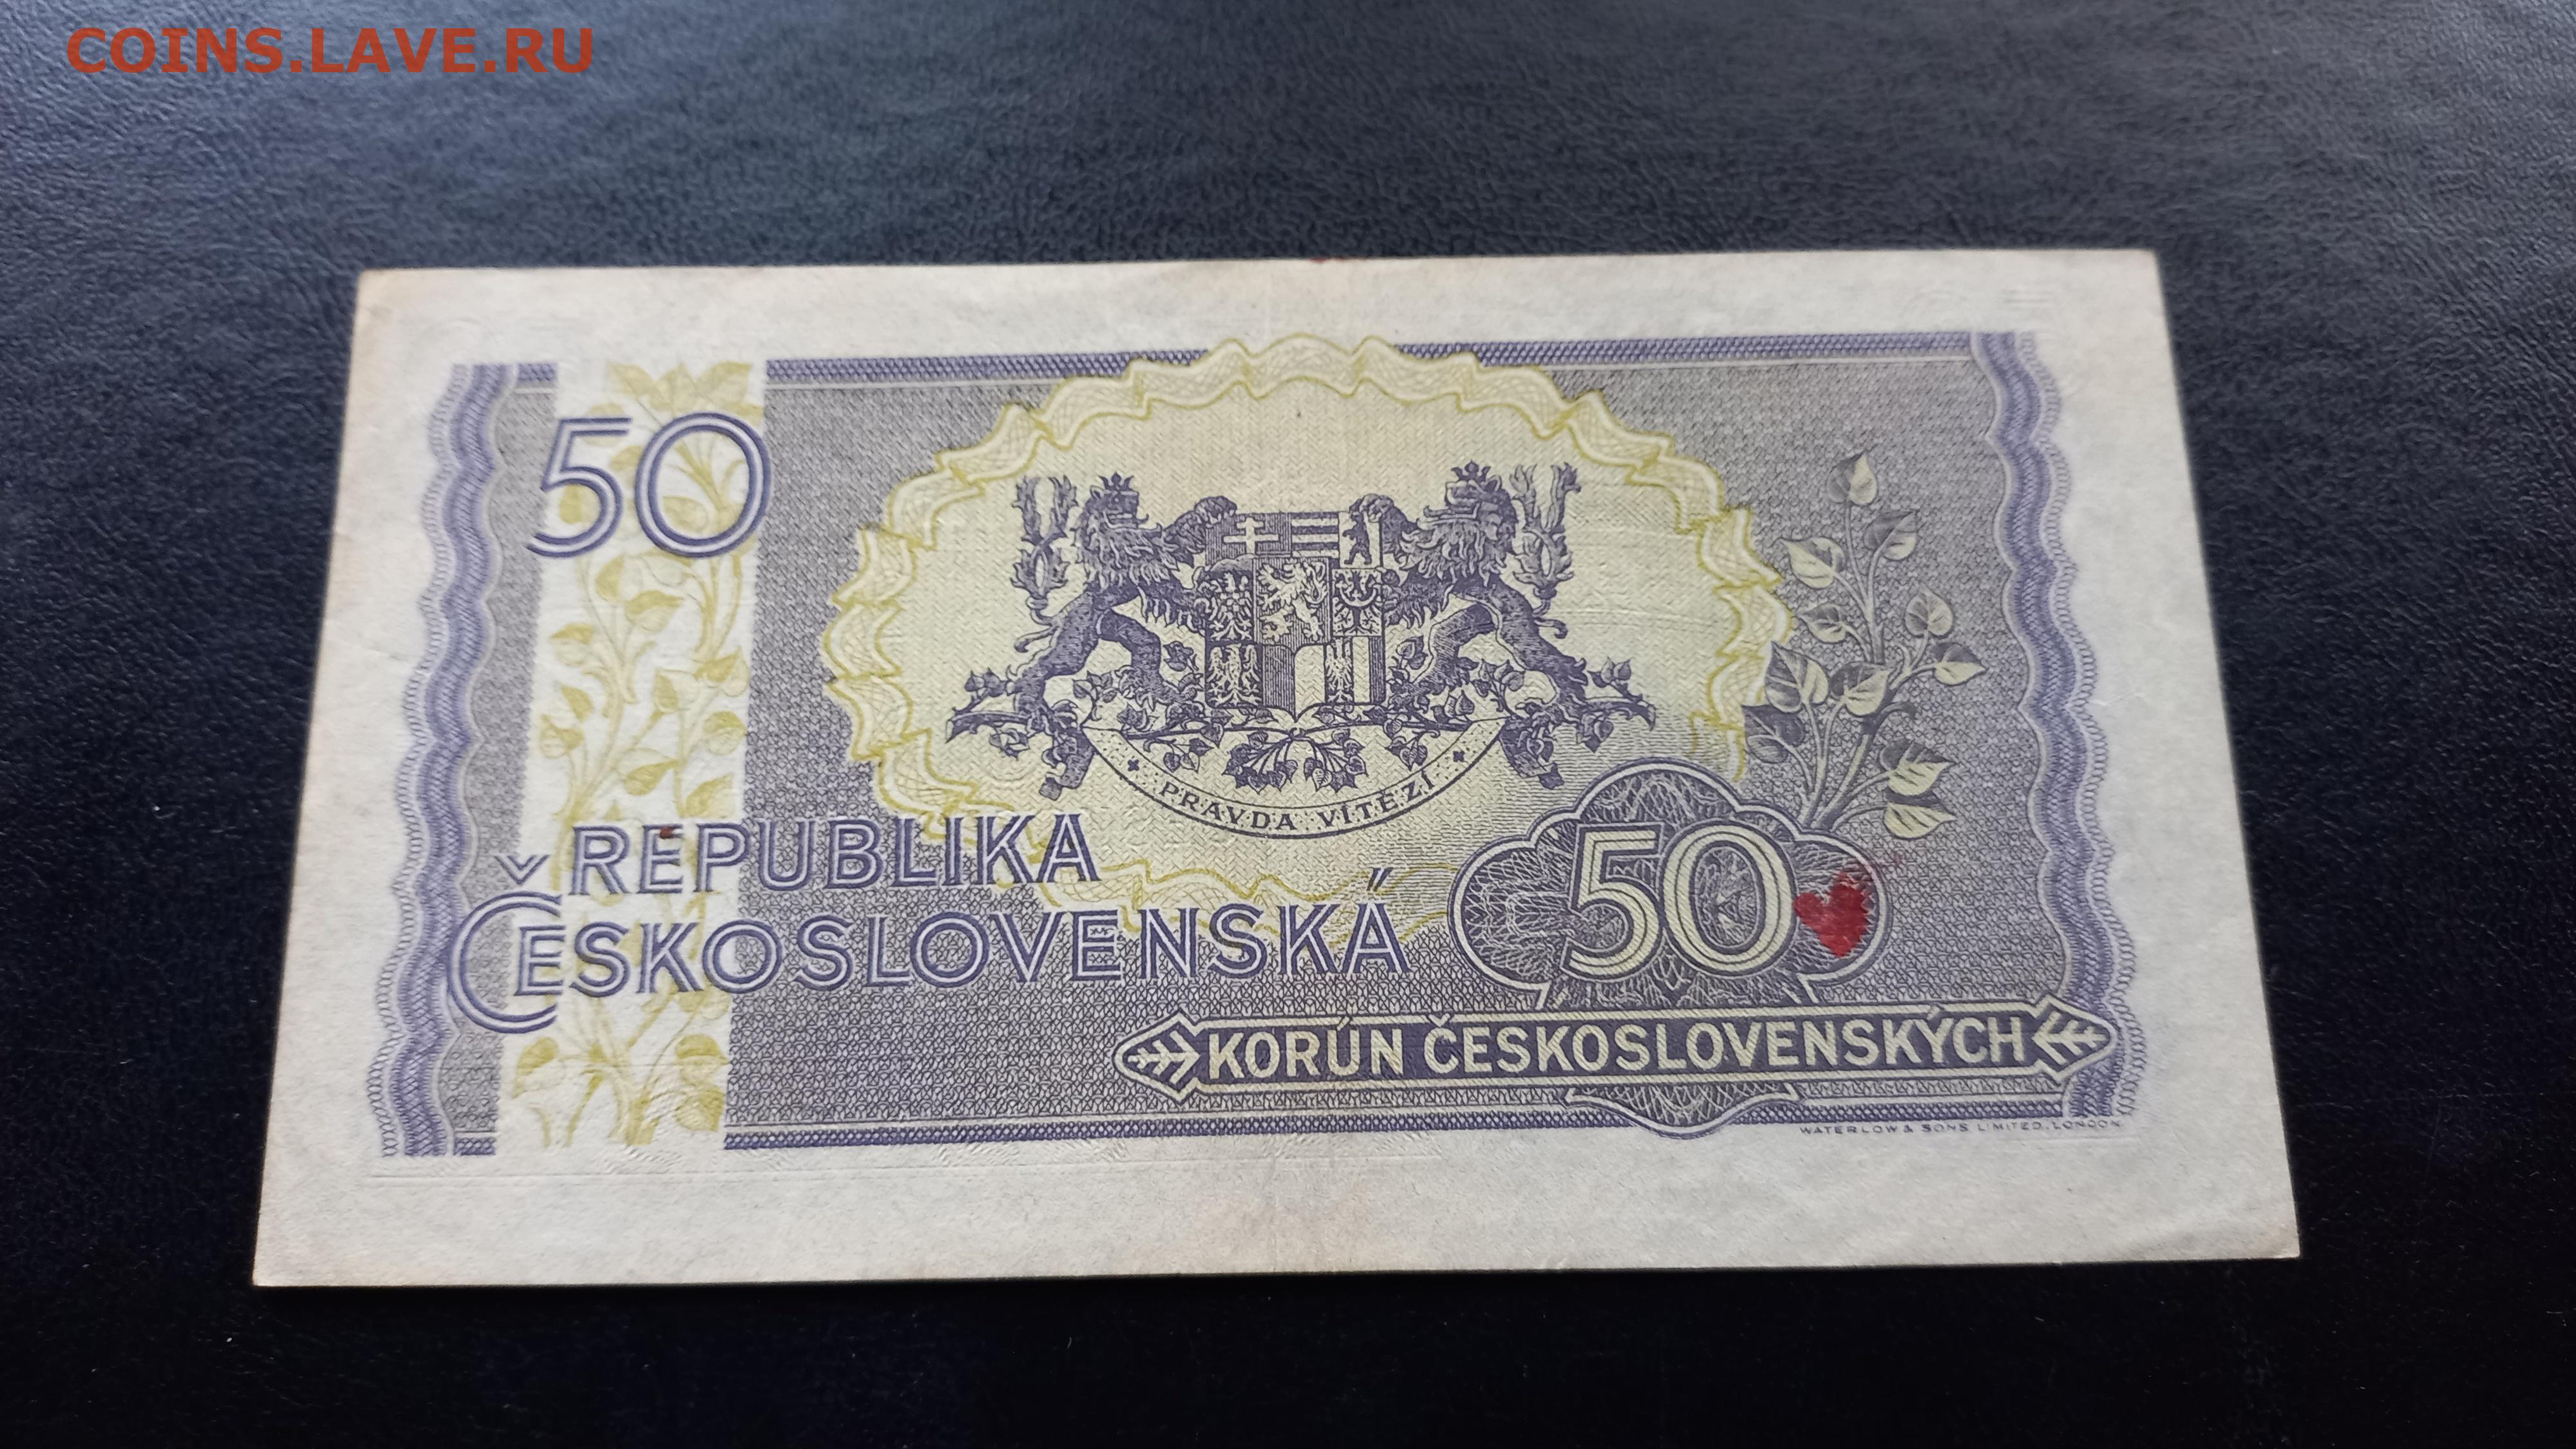 COINS.LAVE.RU
50
PRAVDA VÍTĚZÍ
REPUBLIKA
ČESKOSLOVENSKÁ
50
KORÚN ČESKOSLOVENSKÝCH
WATERLOW & SONS LIMITED, LONDON.